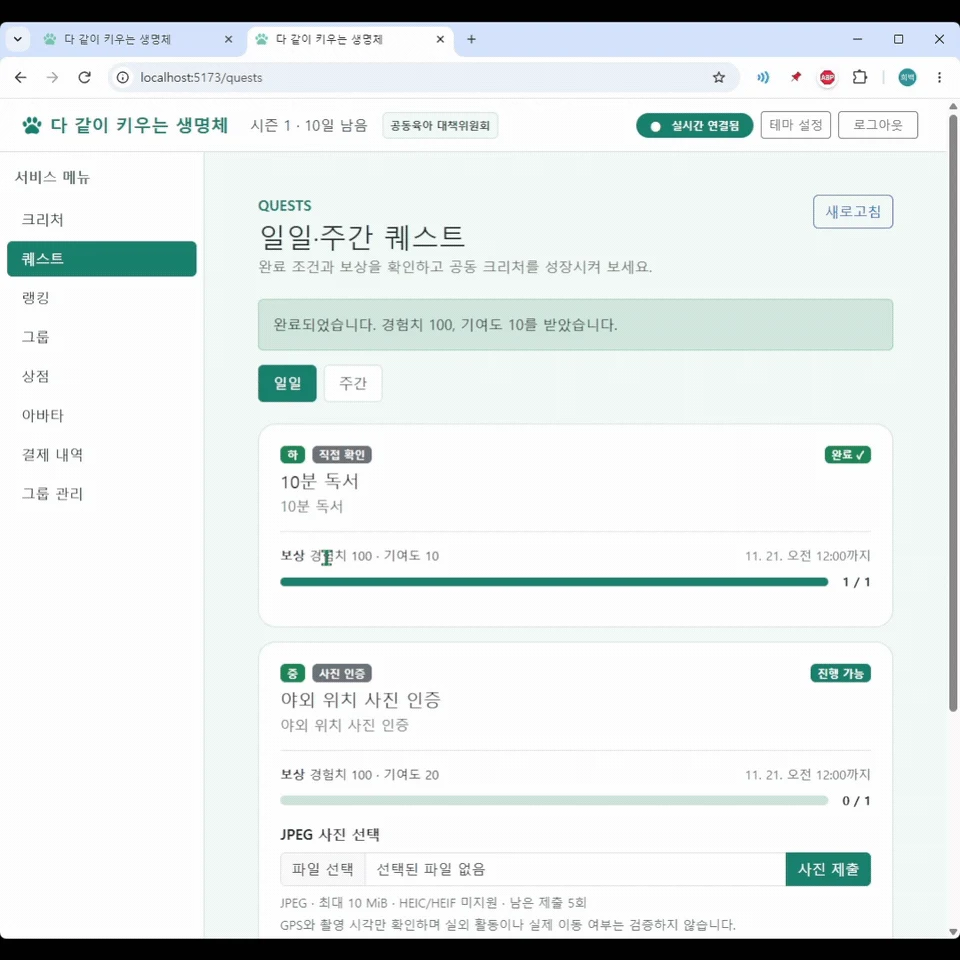 다 같이 키우는 생명체
다 같이 키우는 생명체
localhost:5173/quests
ABP
희택
다 같이 키우는 생명체 시즌 1 · 10일 남음 공동육아 대책위원회 실시간 연결됨 테마 설정 로그아웃
서비스 메뉴
크리처
퀘스트
랭킹
그룹
상점
아바타
결제 내역
그룹 관리
QUESTS
새로고침
일일·주간 퀘스트
완료 조건과 보상을 확인하고 공동 크리처를 성장시켜 보세요.
완료되었습니다. 경험치 100, 기여도 10를 받았습니다.
일일 주간
하 직접 확인 완료 ✓
10분 독서
10분 독서
보상 경험치 100 · 기여도 10 11. 21. 오전 12:00까지
1 / 1
중 사진 인증 진행 가능
야외 위치 사진 인증
야외 위치 사진 인증
보상 경험치 100 · 기여도 20 11. 21. 오전 12:00까지
0 / 1
JPEG 사진 선택
파일 선택 선택된 파일 없음 사진 제출
JPEG · 최대 10 MiB · HEIC/HEIF 미지원 · 남은 제출 5회
GPS와 촬영 시각만 확인하며 실외 활동이나 실제 이동 여부는 검증하지 않습니다.